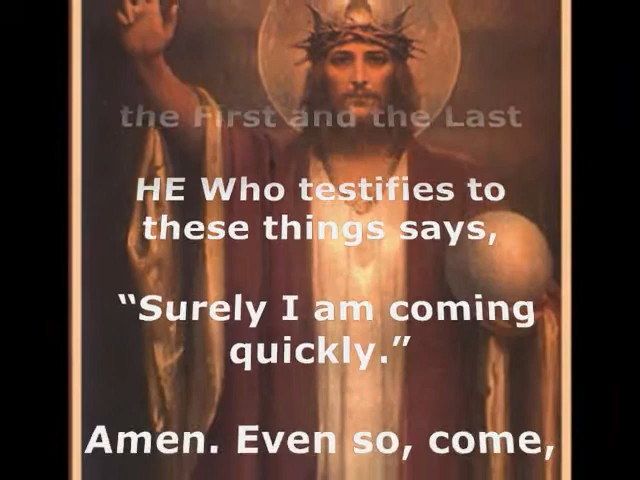 the First and the Last
HE Who testifies to
these things says,
“Surely I am coming
quickly.”
Amen. Even so, come,